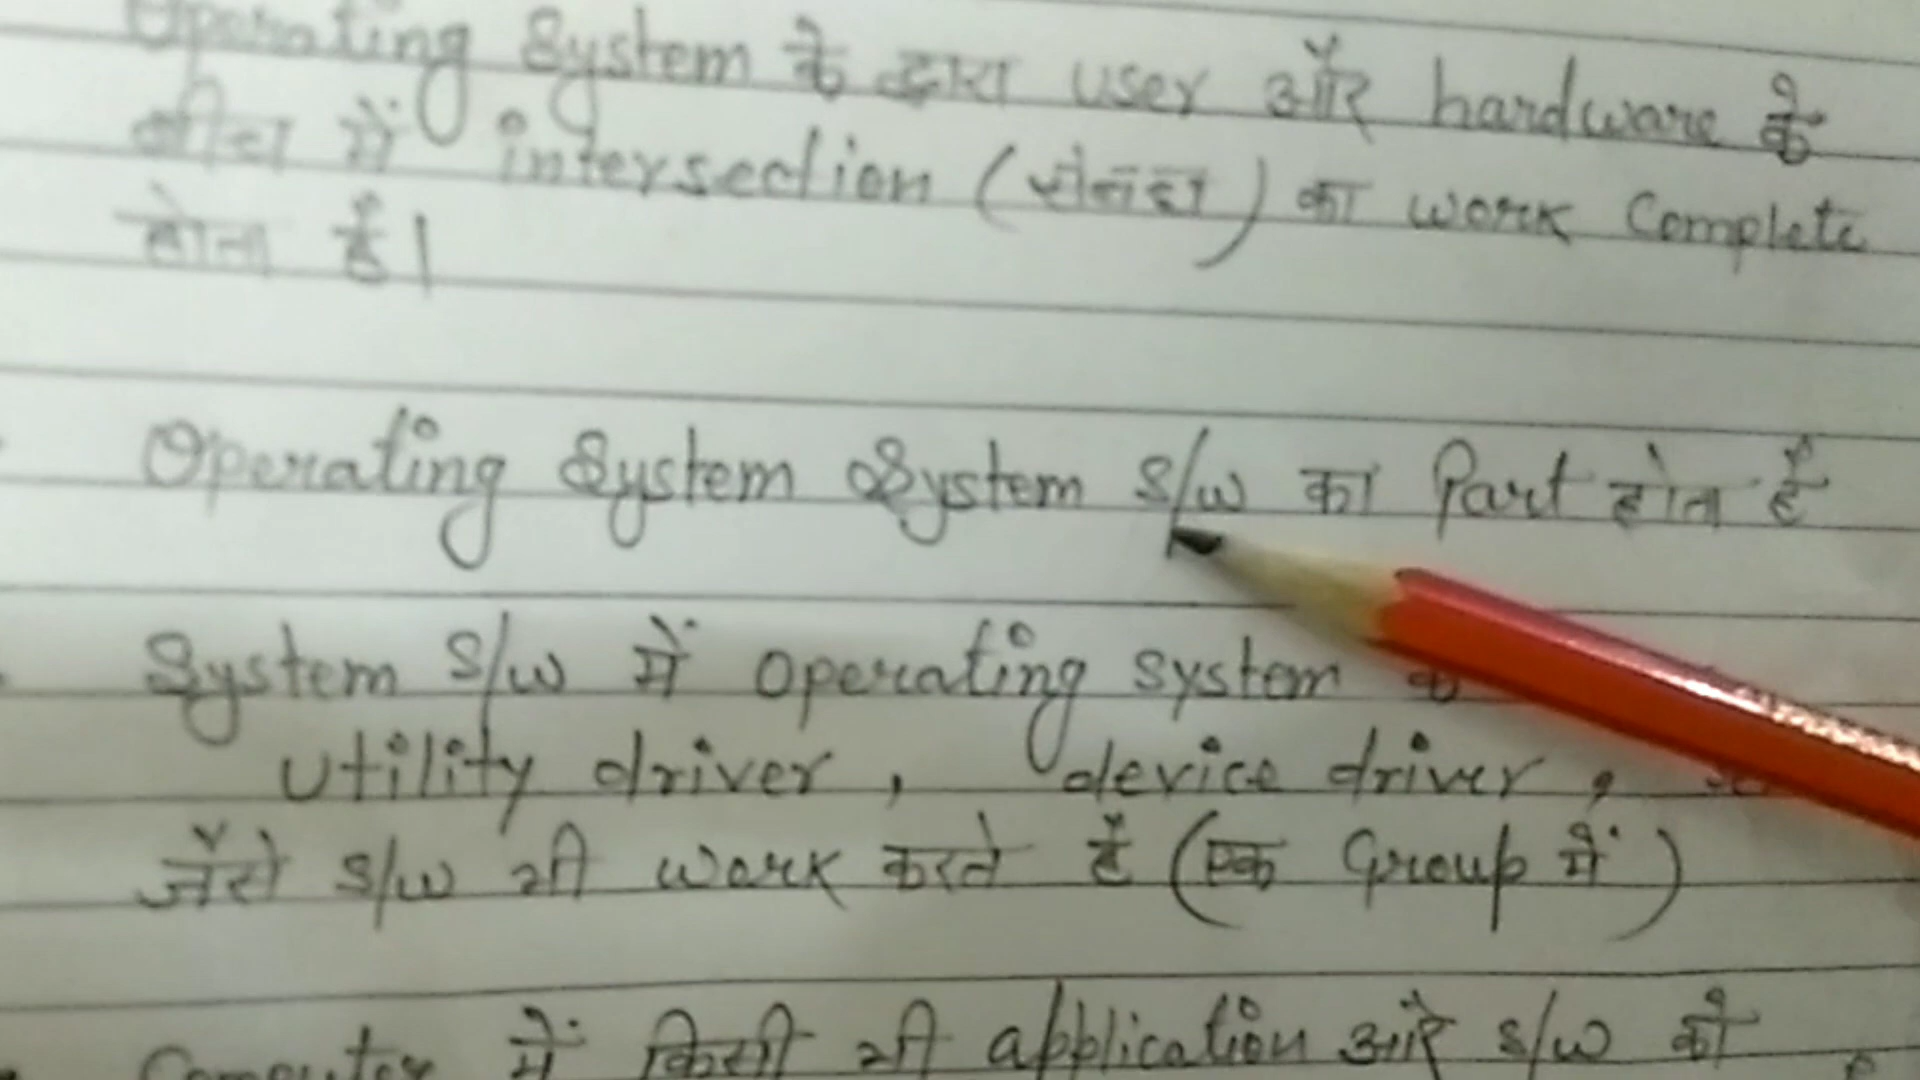 Operating System के द्वारा user और hardware के
बीच में intersection (संबंध) का work Complete
होता है।
Operating System System S/w का Part होता है
System S/w में Operating system के
utility driver, device driver,
जैसे S/w भी work करते हैं (एक Group में)
Computer में किसी भी application और S/w को